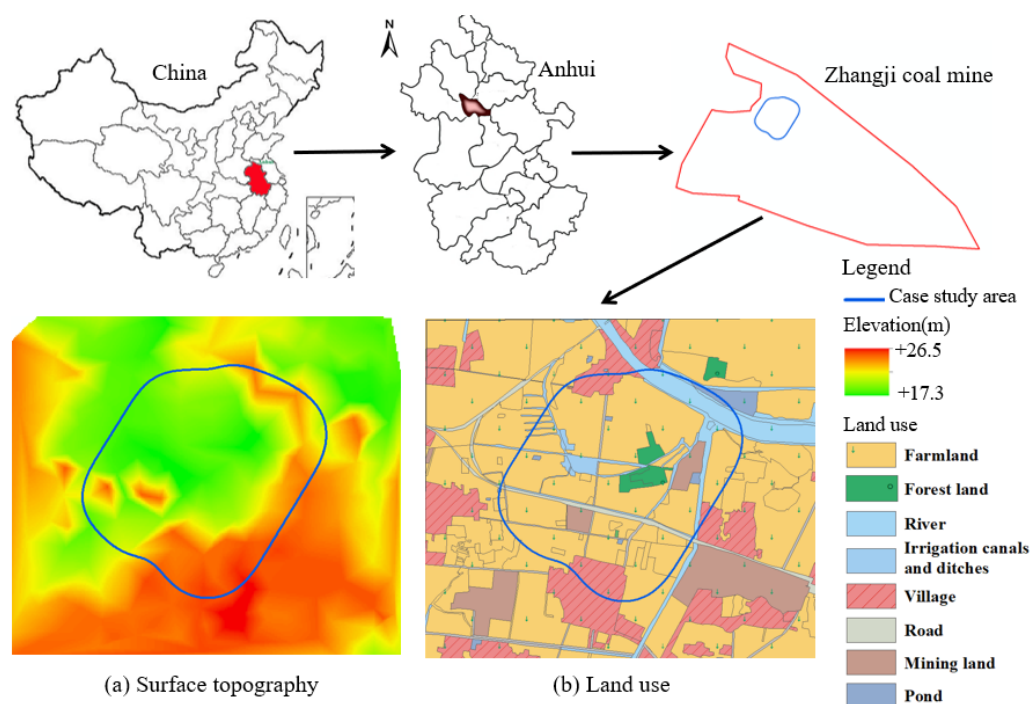 China
N
Anhui
Zhangji coal mine
Legend
Case study area
Elevation(m)
+26.5
+17.3
Land use
Farmland
Forest land
River
Irrigation canals
and ditches
Village
Road
Mining land
Pond
(a) Surface topography
(b) Land use